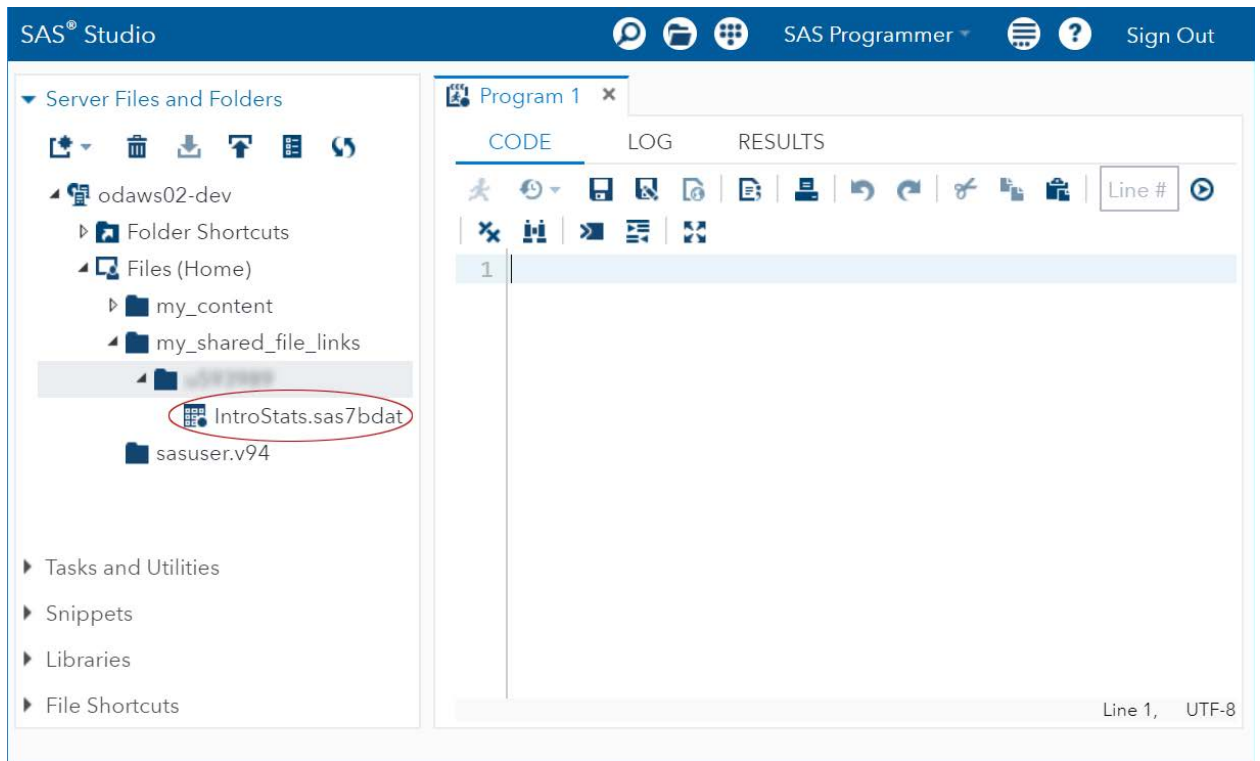 SAS® Studio
SAS Programmer
? Sign Out
Server Files and Folders
odaws02-dev
Folder Shortcuts
Files (Home)
my_content
my_shared_file_links
IntroStats.sas7bdat
sasuser.v94
Tasks and Utilities
Snippets
Libraries
File Shortcuts
Program 1
CODE LOG RESULTS
Line #
1
Line 1, UTF-8